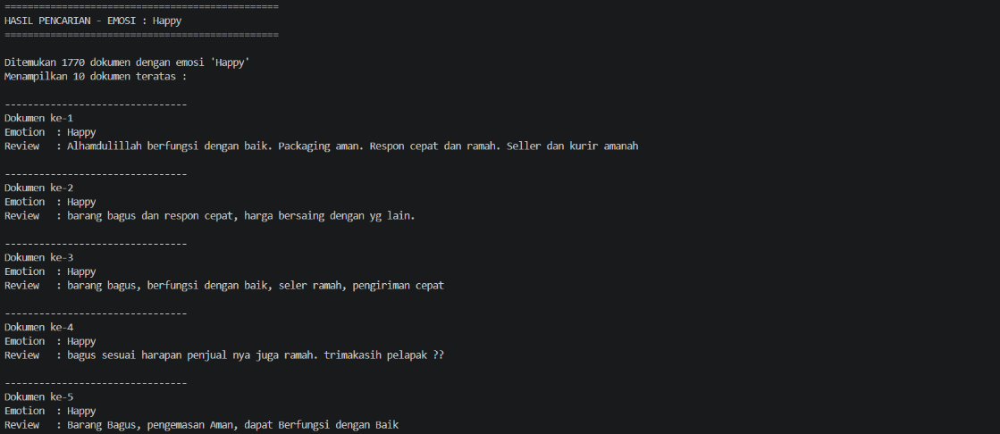 ================================================
HASIL PENCARIAN - EMOSI : Happy
================================================
Ditemukan 1770 dokumen dengan emosi 'Happy'
Menampilkan 10 dokumen teratas :
--------------------------------
Dokumen ke-1
Emotion  : Happy
Review   : Alhamdulillah berfungsi dengan baik. Packaging aman. Respon cepat dan ramah. Seller dan kurir amanah
--------------------------------
Dokumen ke-2
Emotion  : Happy
Review   : barang bagus dan respon cepat, harga bersaing dengan yg lain.
--------------------------------
Dokumen ke-3
Emotion  : Happy
Review   : barang bagus, berfungsi dengan baik, seler ramah, pengiriman cepat
--------------------------------
Dokumen ke-4
Emotion  : Happy
Review   : bagus sesuai harapan penjual nya juga ramah. trimakasih pelapak ??
--------------------------------
Dokumen ke-5
Emotion  : Happy
Review   : Barang Bagus, pengemasan Aman, dapat Berfungsi dengan Baik